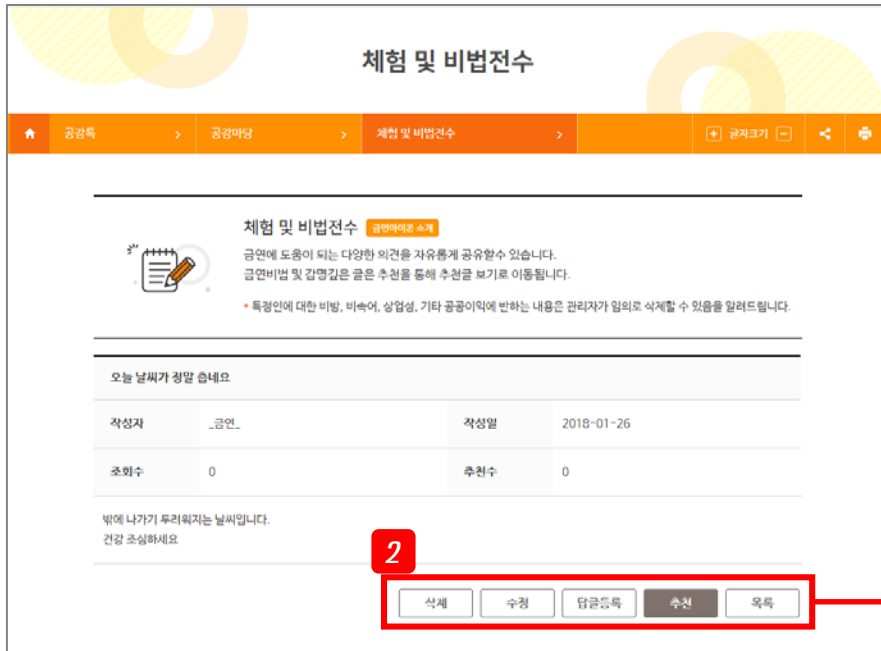 체험 및 비법전수
공감톡 > 공감마당 > 체험 및 비법전수 > + 글자크기 -
체험 및 비법전수 금연아이콘 소개
금연에 도움이 되는 다양한 의견을 자유롭게 공유할수 있습니다.
금연비법 및 감명깊은 글은 추천을 통해 추천글 보기로 이동됩니다.
* 특정인에 대한 비방, 비속어, 상업성, 기타 공공이익에 반하는 내용은 관리자가 임의로 삭제할 수 있음을 알려드립니다.
오늘 날씨가 정말 춥네요
작성자 _금연_ 작성일 2018-01-26
조회수 0 추천수 0
밖에 나가기 두려워지는 날씨입니다.
건강 조심하세요
2
삭제 수정 답글등록 추천 목록